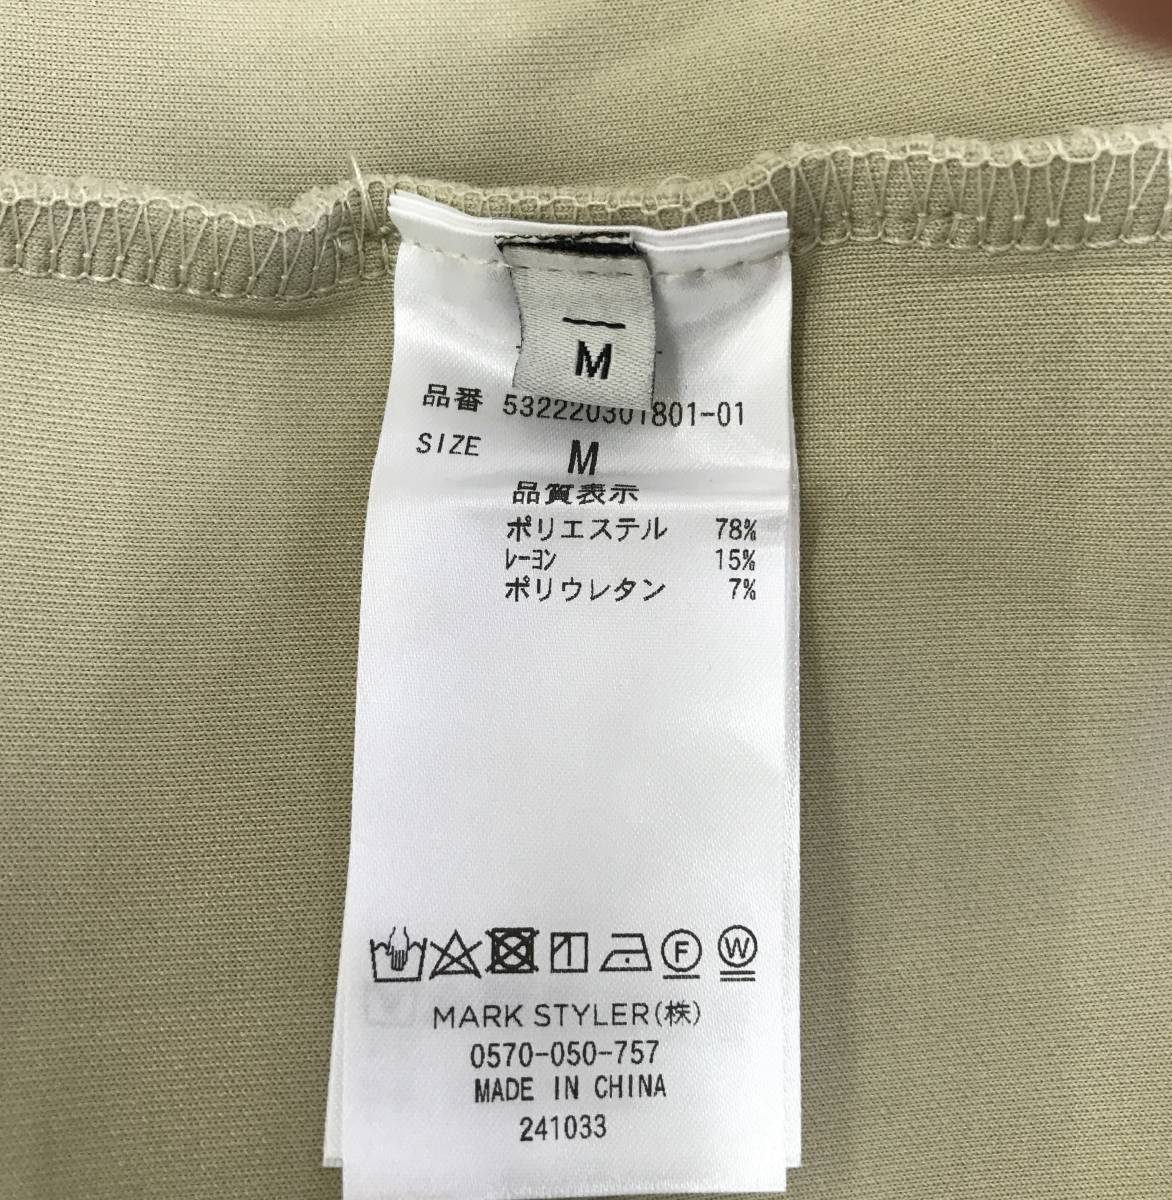 M
品番 532220301801-01
SIZE M
品質表示
ポリエステル 78%
ﾚｰﾖﾝ 15%
ポリウレタン 7%
F W
MARK STYLER(株)
0570-050-757
MADE IN CHINA
241033